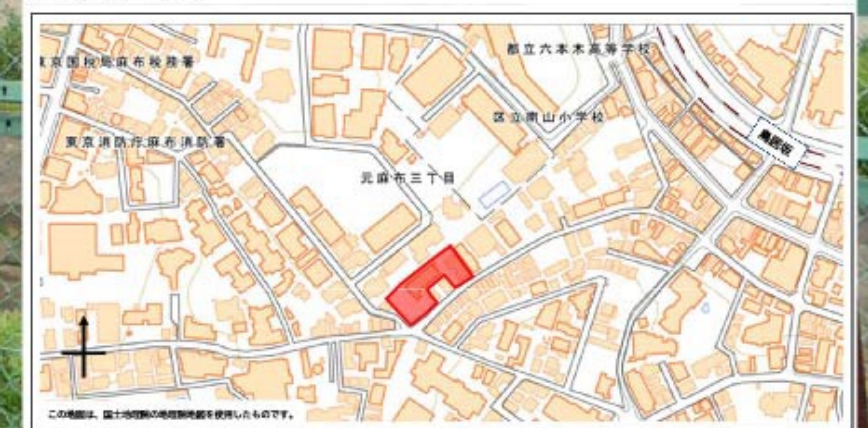 都立六本木高等学校
東京国税局麻布税務署
区立南山小学校
東京消防庁麻布消防署
鳥居坂
元麻布三丁目
この地図は、国土地理院の地理院地図を使用したものです。